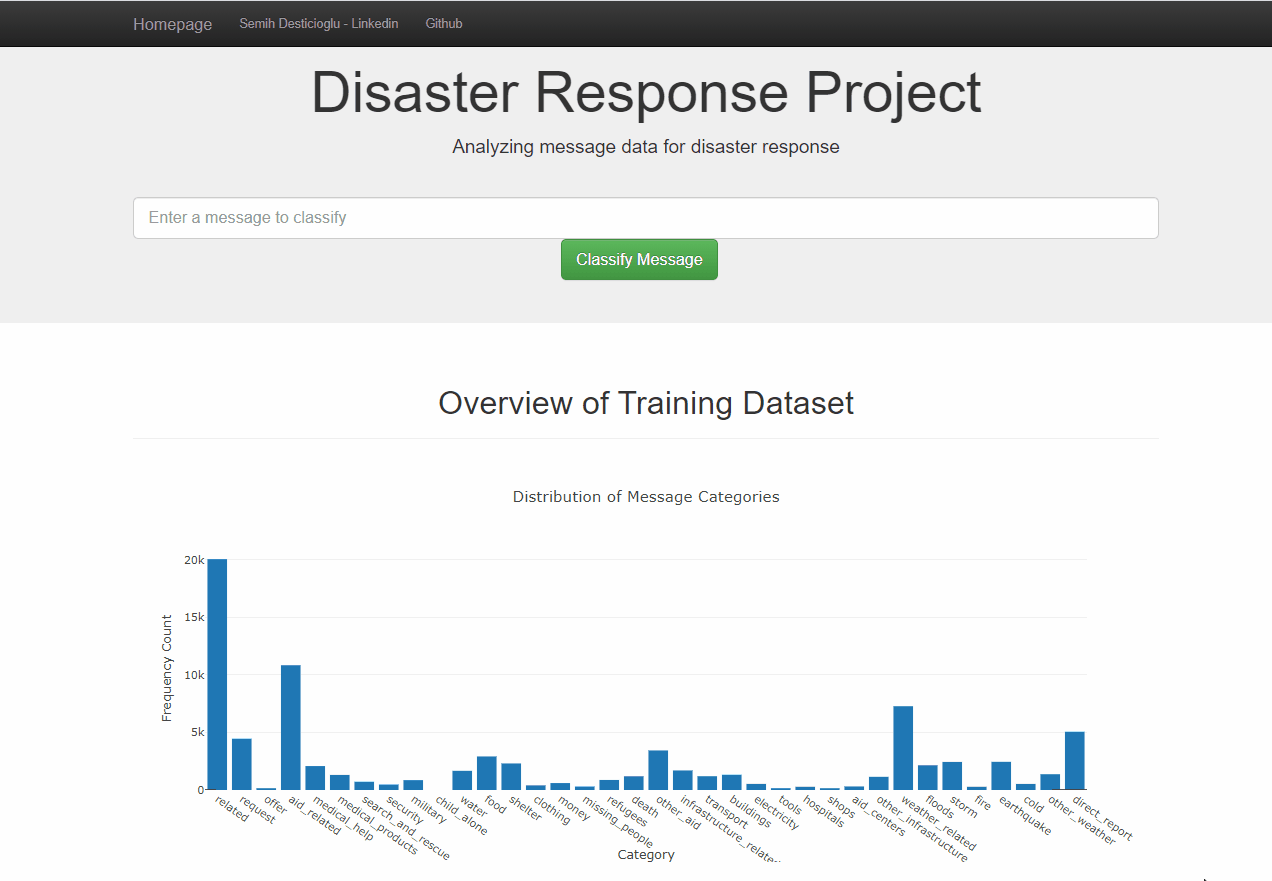 Homepage Semih Desticioglu - Linkedin Github
Disaster Response Project
Analyzing message data for disaster response
Enter a message to classify
Classify Message
Overview of Training Dataset
Distribution of Message Categories
20k
15k
10k
5k
0
Frequency Count
related
request
offer
aid_related
medical_help
medical_products
search_and_rescue
security
military
child_alone
water
food
shelter
clothing
money
missing_people
refugees
death
other_aid
infrastructure_related
transport
buildings
electricity
tools
hospitals
shops
aid_centers
other_infrastructure
weather_related
floods
storm
fire
earthquake
cold
other_weather
direct_report
Category